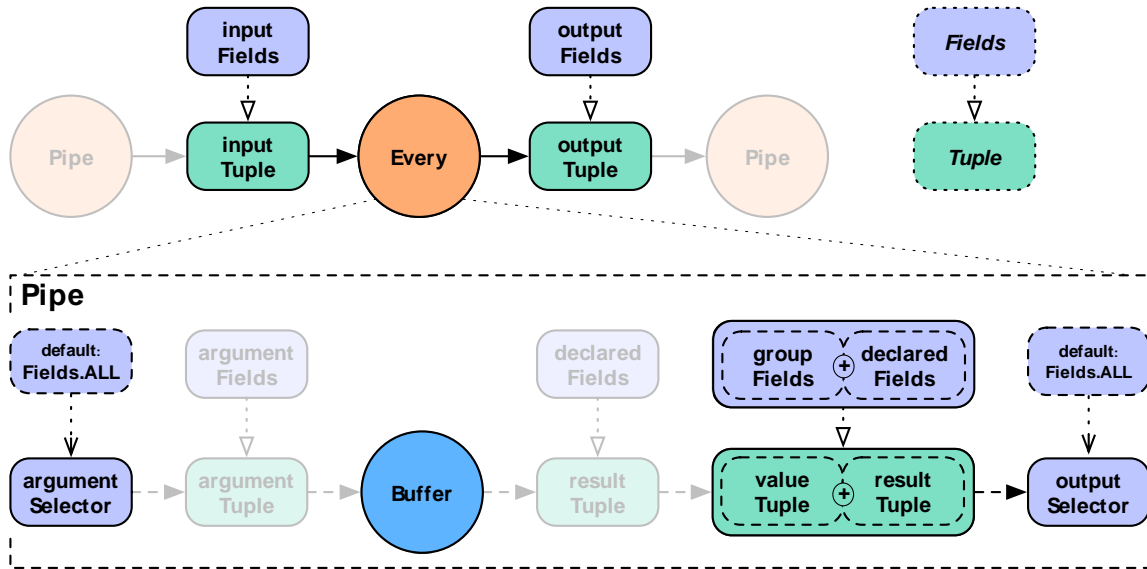 input
Fields
output
Fields
Fields
Pipe
input
Tuple
Every
output
Tuple
Pipe
Tuple
Pipe
default:
Fields.ALL
argument
Fields
declared
Fields
group
Fields
+
declared
Fields
default:
Fields.ALL
argument
Selector
argument
Tuple
Buffer
result
Tuple
value
Tuple
+
result
Tuple
output
Selector